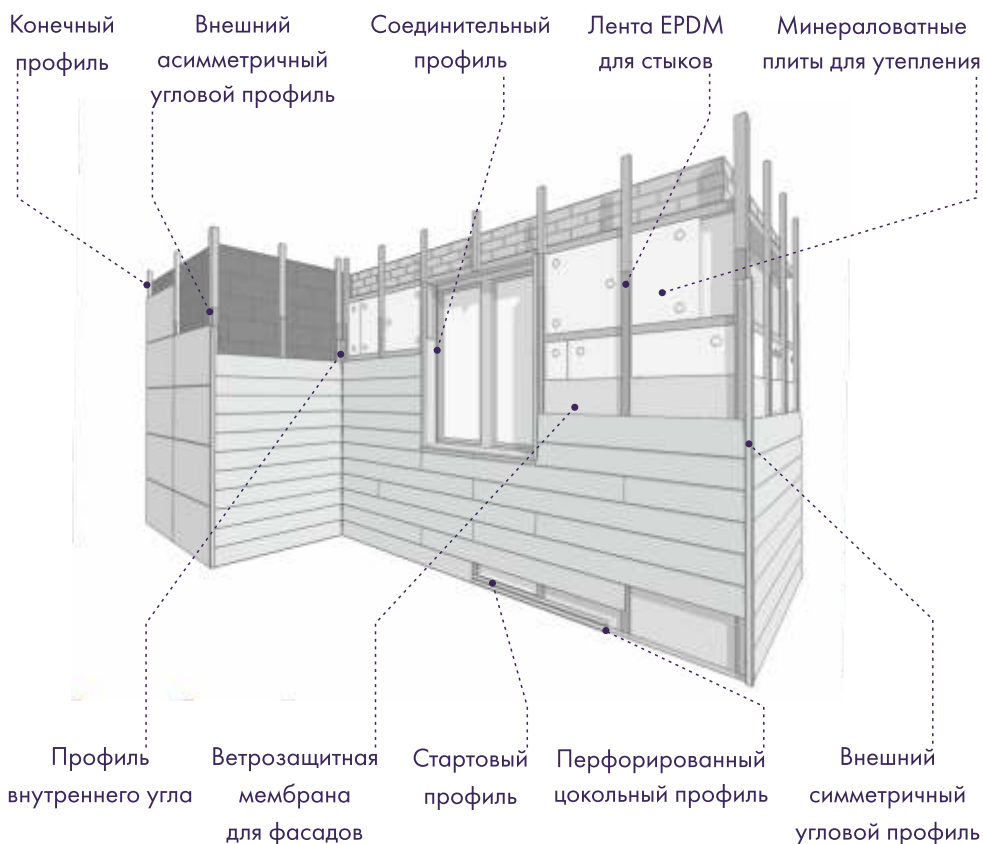 Конечный
профиль
Внешний
асимметричный
угловой профиль
Соединительный
профиль
Лента EPDM
для стыков
Минераловатные
плиты для утепления
Профиль
внутреннего угла
Ветрозащитная
мембрана
для фасадов
Стартовый
профиль
Перфорированный
цокольный профиль
Внешний
симметричный
угловой профиль